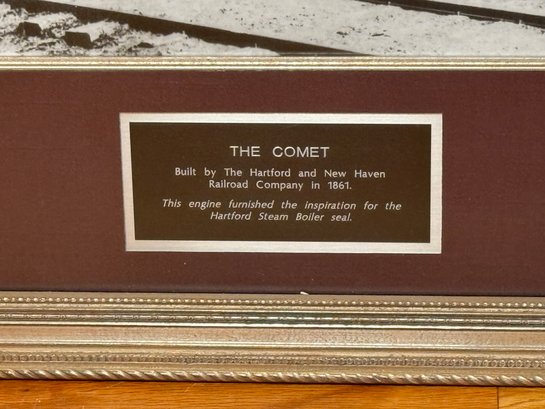 THE COMET
Built by The Hartford and New Haven
Railroad Company in 1861.
This engine furnished the inspiration for the
Hartford Steam Boiler seal.